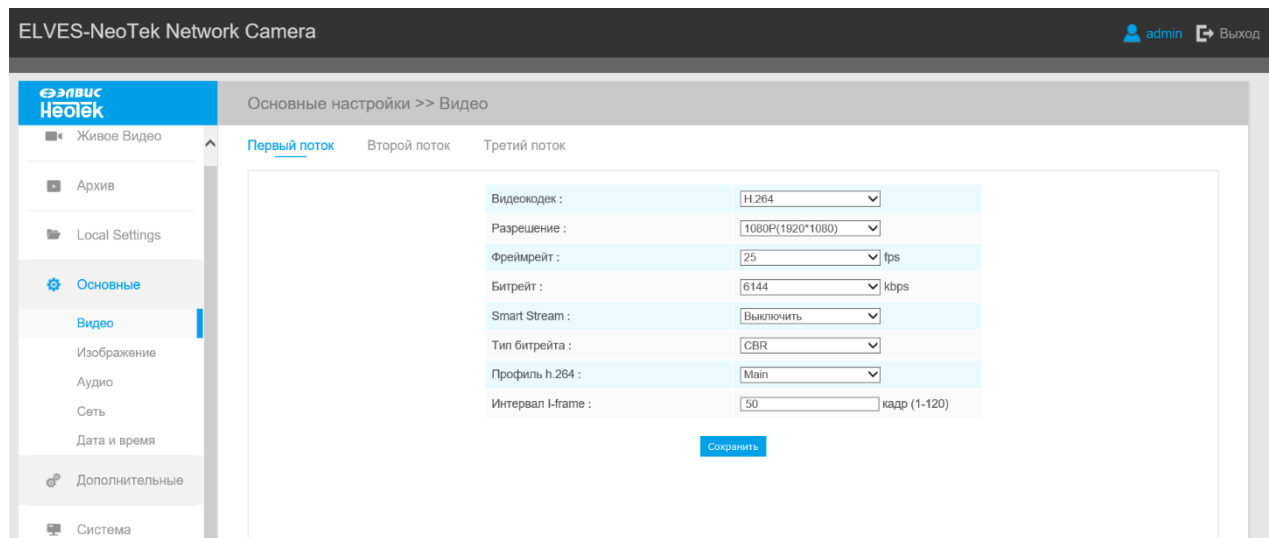 ELVES-NeoTek Network Camera
admin Выход
ЭЛВИС
НеоТек
Основные настройки >> Видео
Живое Видео
Архив
Local Settings
Основные
Видео
Изображение
Аудио
Сеть
Дата и время
Дополнительные
Система
Первый поток Второй поток Третий поток
Видеокодек : H.264
Разрешение : 1080P(1920*1080)
Фреймрейт : 25 fps
Битрейт : 6144 kbps
Smart Stream : Выключить
Тип битрейта : CBR
Профиль h.264 : Main
Интервал I-frame : 50 кадр (1-120)
Сохранить